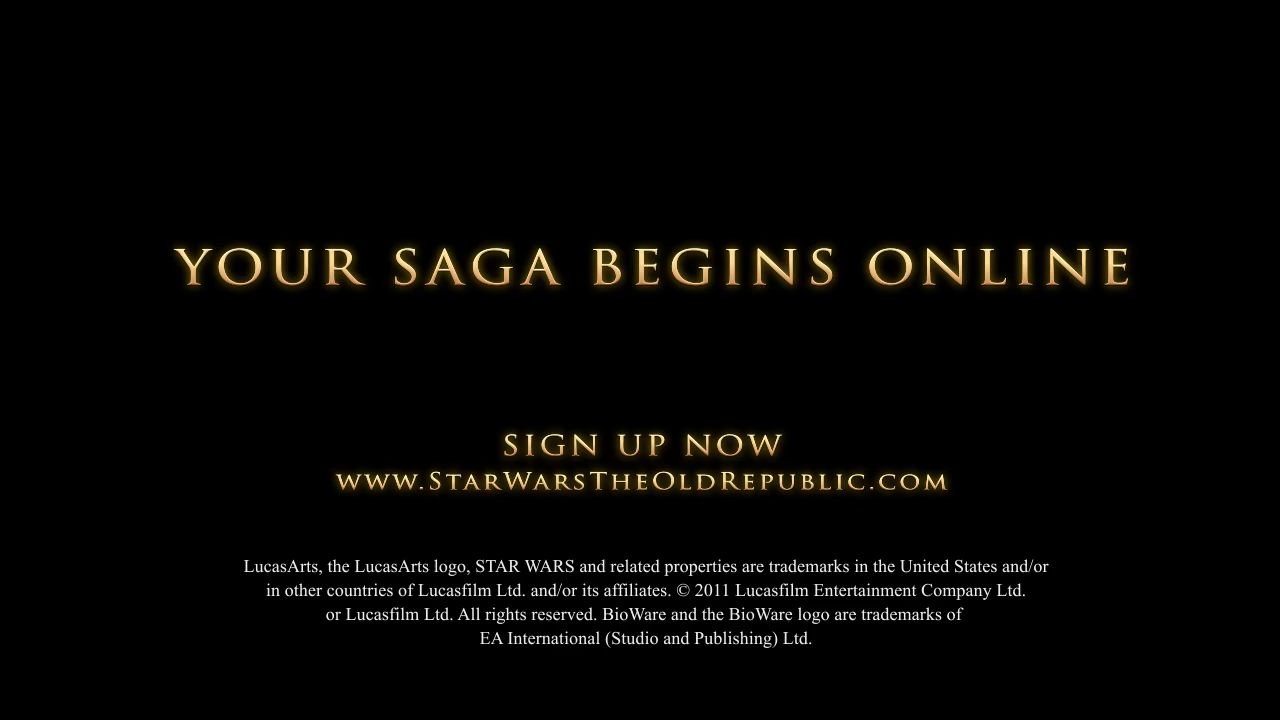 YOUR SAGA BEGINS ONLINE
SIGN UP NOW
WWW.STARWARSTHEOLDREPUBLIC.COM
LucasArts, the LucasArts logo, STAR WARS and related properties are trademarks in the United States and/or
in other countries of Lucasfilm Ltd. and/or its affiliates. © 2011 Lucasfilm Entertainment Company Ltd.
or Lucasfilm Ltd. All rights reserved. BioWare and the BioWare logo are trademarks of
EA International (Studio and Publishing) Ltd.